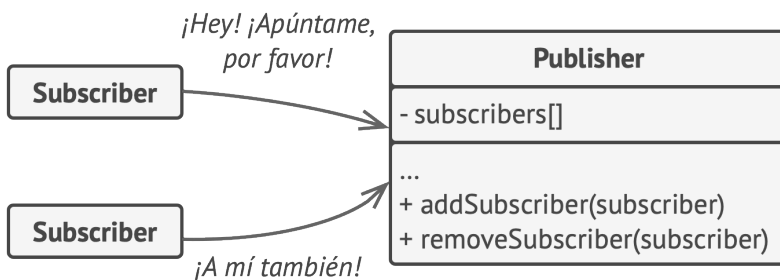 ¡Hey! ¡Apúntame,
por favor!
Publisher
Subscriber
- subscribers[]
...
+ addSubscriber(subscriber)
+ removeSubscriber(subscriber)
Subscriber
¡A mí también!